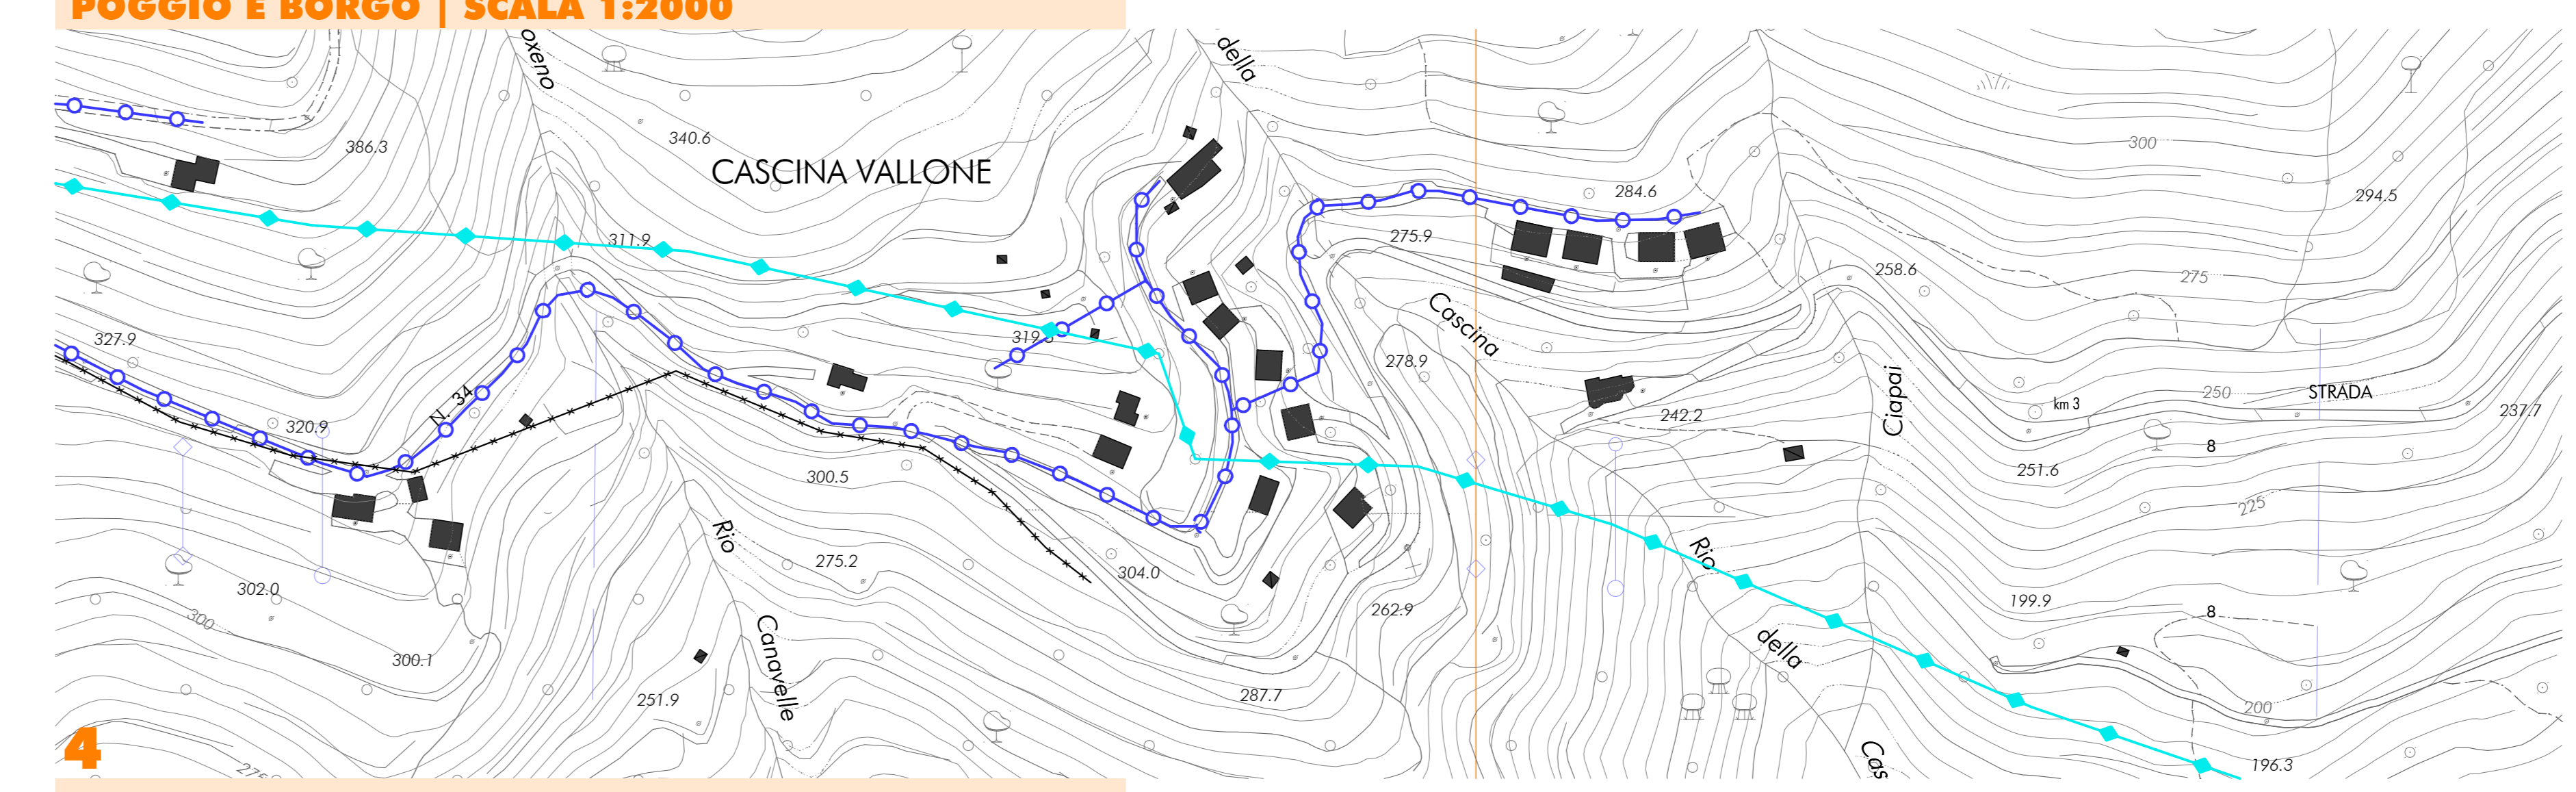 POGGIO E BORGO | SCALA 1:2000
oxeno
della
386.3
340.6
CASCINA VALLONE
300
284.6
294.5
311.9
275.9
258.6
275
327.9
Cascina
278.9
Ciapai
km 3
250
STRADA
237.7
N. 34
320.9
242.2
8
251.6
300.5
225
Rio
275.2
304.0
Rio
302.0
300
262.9
199.9
8
Canavelle
della
300.1
251.9
287.7
200
4
Cas
196.3